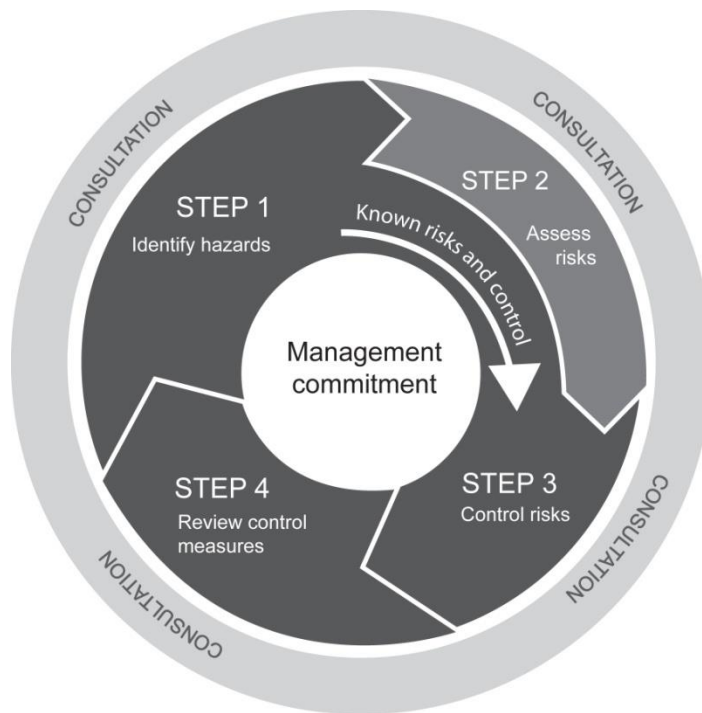 CONSULTATION
CONSULTATION
STEP 1
Identify hazards
STEP 2
Assess
risks
Known risks and control
Management
commitment
STEP 3
Control risks
STEP 4
Review control
measures
CONSULTATION
CONSULTATION